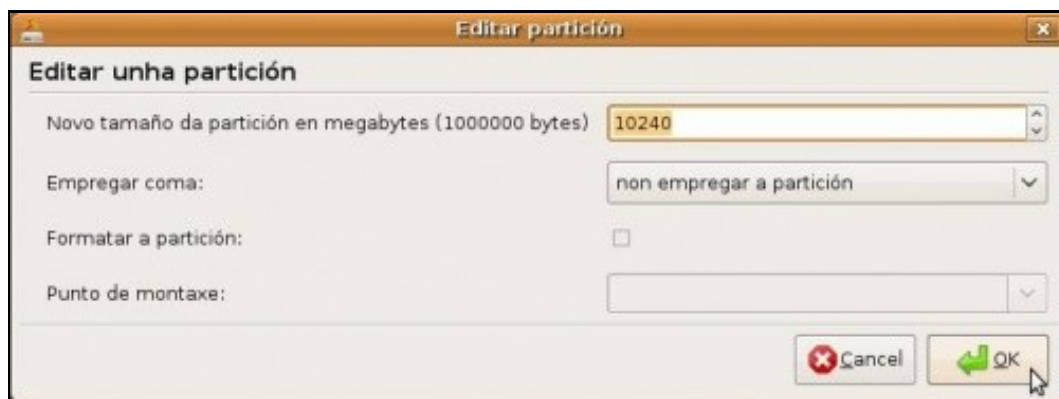 Editar partición
Editar unha partición
Novo tamaño da partición en megabytes (1000000 bytes) 10240
Empregar coma: non empregar a partición
Formatar a partición:
Punto de montaxe:
Cancel OK